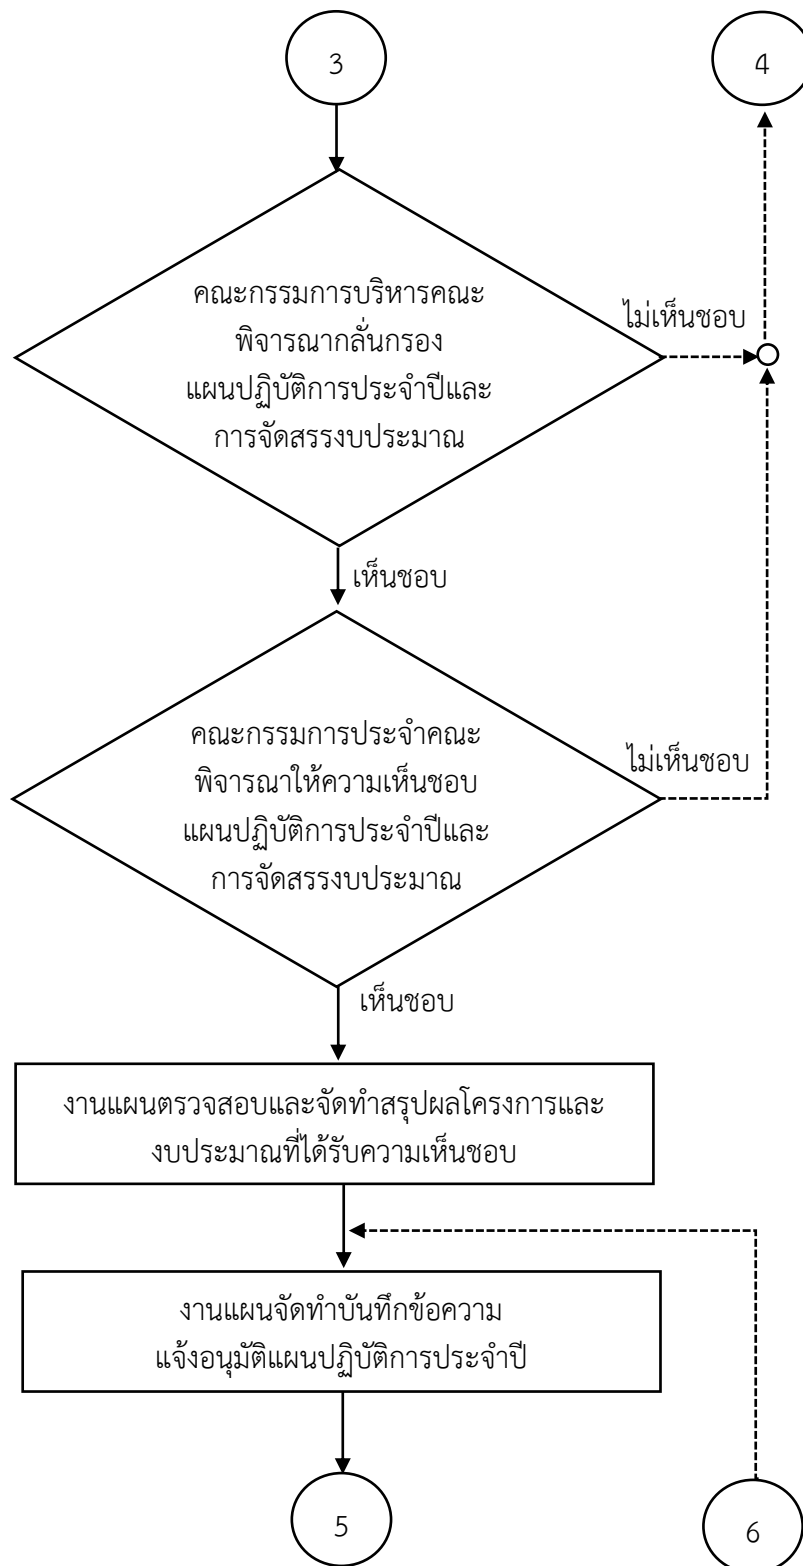 3
4
คณะกรรมการบริหารคณะ
พิจารณากลั่นกรอง
แผนปฏิบัติการประจำปีและ
การจัดสรรงบประมาณ
ไม่เห็นชอบ
เห็นชอบ
คณะกรรมการประจำคณะ
พิจารณาให้ความเห็นชอบ
แผนปฏิบัติการประจำปีและ
การจัดสรรงบประมาณ
ไม่เห็นชอบ
เห็นชอบ
งานแผนตรวจสอบและจัดทำสรุปผลโครงการและ
งบประมาณที่ได้รับความเห็นชอบ
งานแผนจัดทำบันทึกข้อความ
แจ้งอนุมัติแผนปฏิบัติการประจำปี
5
6